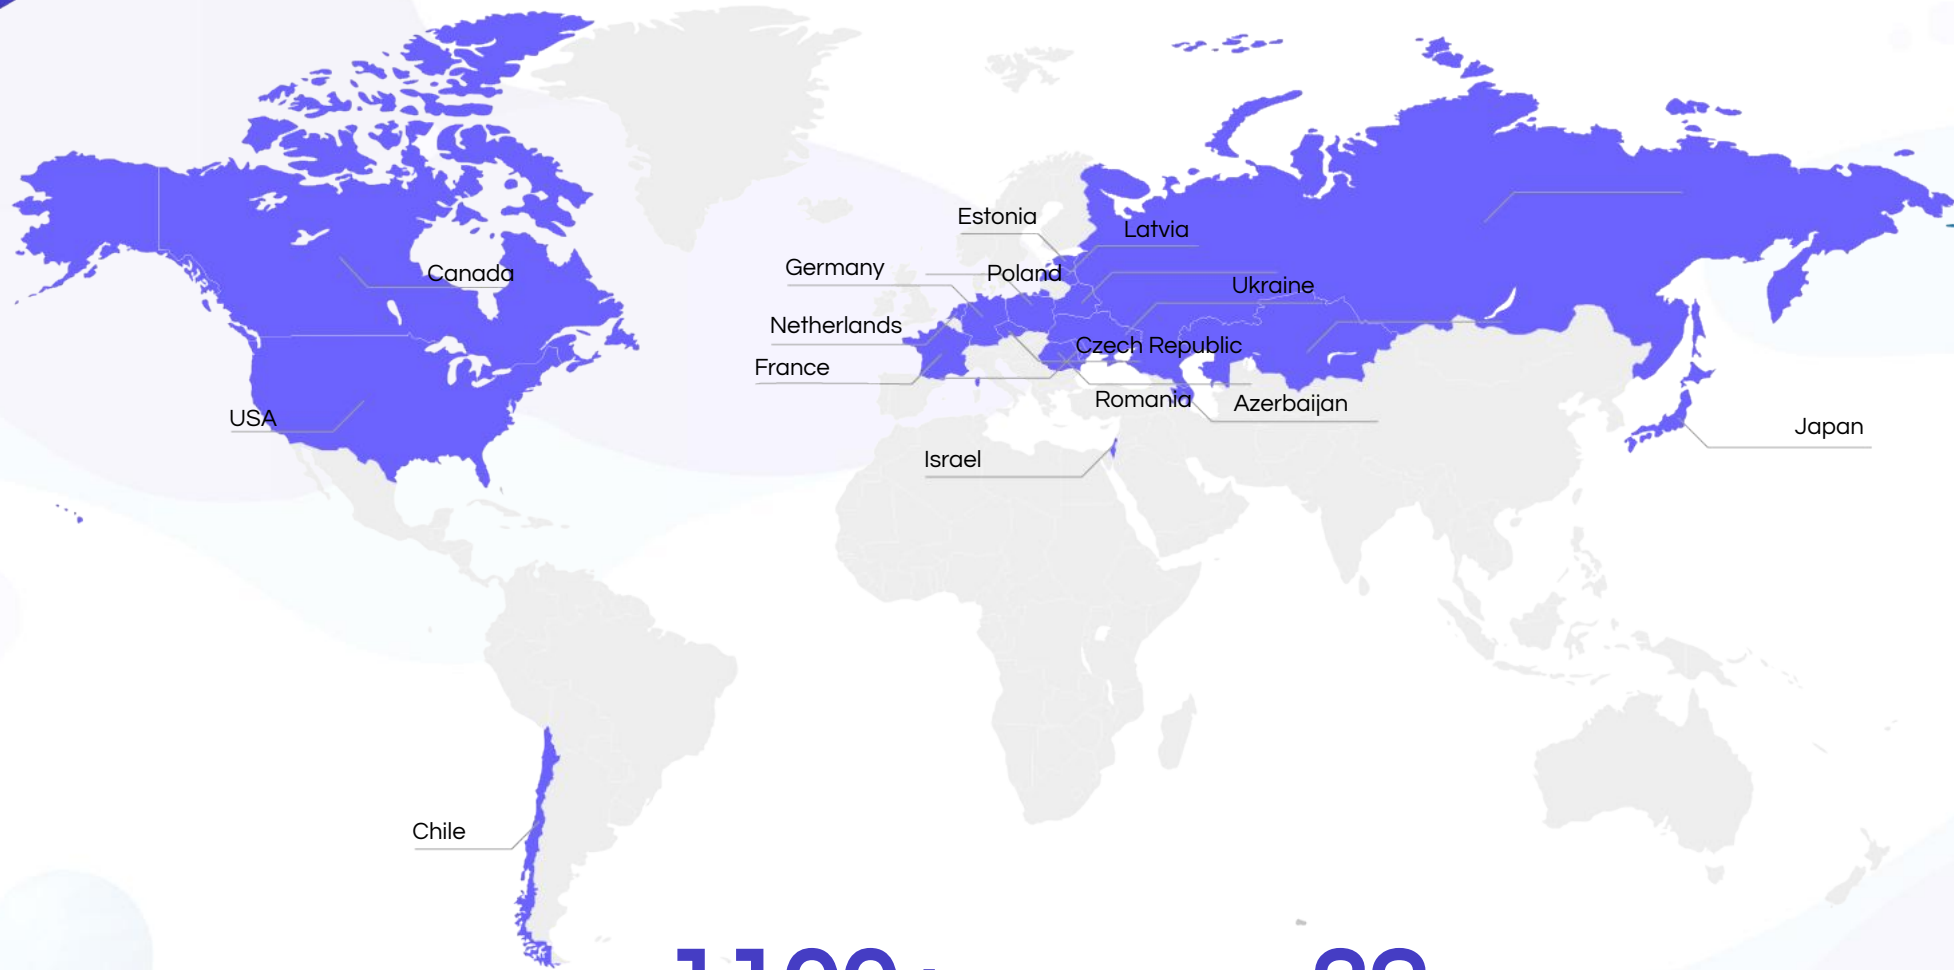 Estonia
Latvia
Germany
Poland
Canada
Ukraine
Netherlands
Czech Republic
France
Romania
Azerbaijan
USA
Japan
Israel
Chile